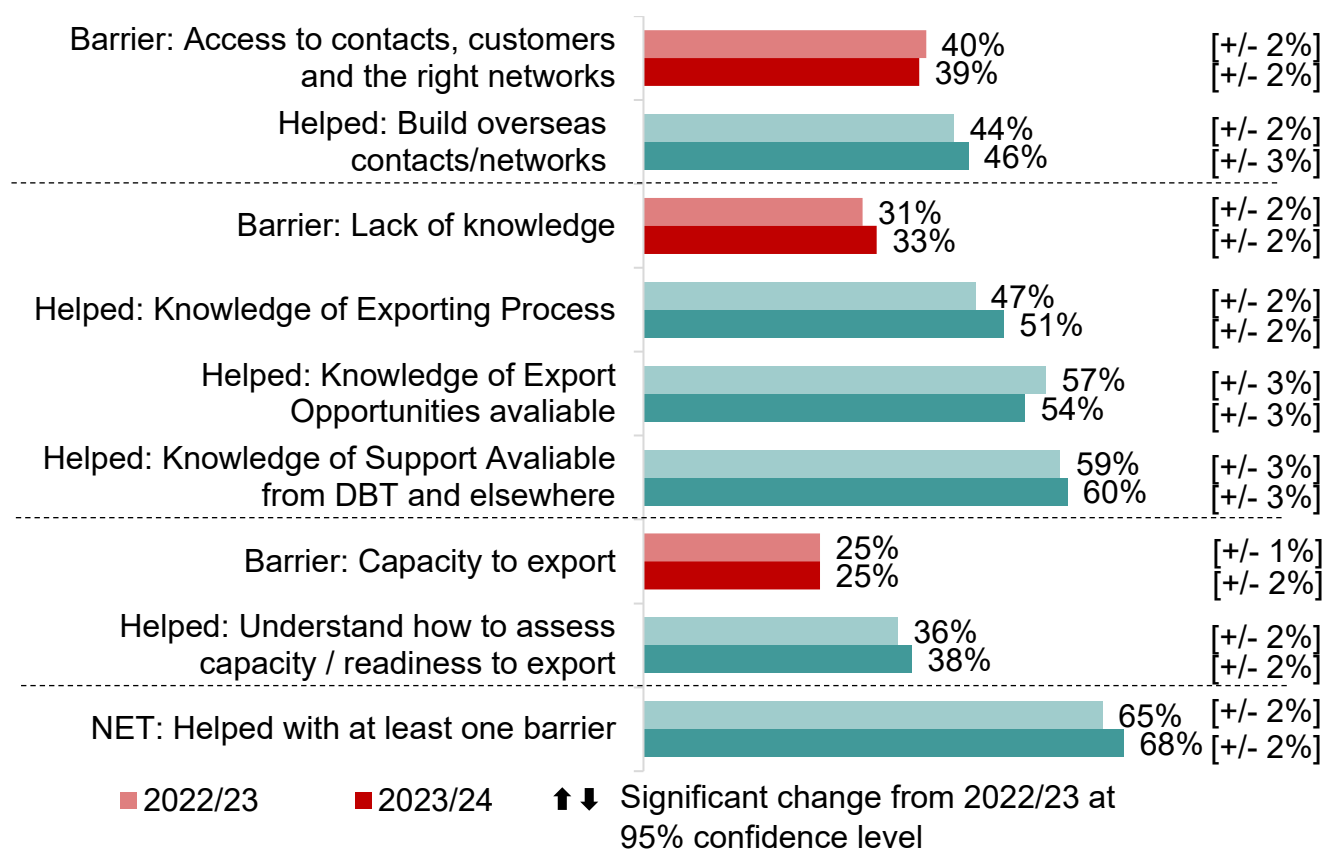 Barrier: Access to contacts, customers
and the right networks
40%
39%
[+/- 2%]
[+/- 2%]
Helped: Build overseas
contacts/networks
44%
46%
[+/- 2%]
[+/- 3%]
Barrier: Lack of knowledge
31%
33%
[+/- 2%]
[+/- 2%]
Helped: Knowledge of Exporting Process
47%
51%
[+/- 2%]
[+/- 2%]
Helped: Knowledge of Export
Opportunities avaliable
57%
54%
[+/- 3%]
[+/- 3%]
Helped: Knowledge of Support Avaliable
from DBT and elsewhere
59%
60%
[+/- 3%]
[+/- 3%]
Barrier: Capacity to export
25%
25%
[+/- 1%]
[+/- 2%]
Helped: Understand how to assess
capacity / readiness to export
36%
38%
[+/- 2%]
[+/- 2%]
NET: Helped with at least one barrier
65%
68%
[+/- 2%]
[+/- 2%]
2022/23
2023/24
Significant change from 2022/23 at
95% confidence level